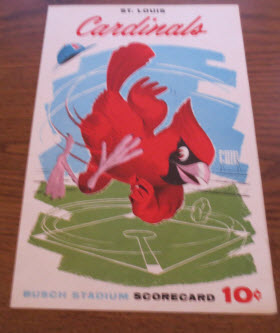 ST. LOUIS
Cardinals
BUSCH STADIUM SCORECARD 10¢